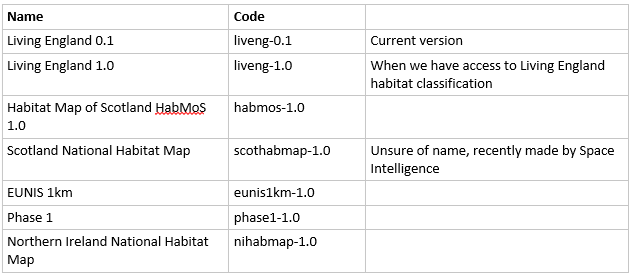 Name Code
Living England 0.1 liveng-0.1 Current version
Living England 1.0 liveng-1.0 When we have access to Living England
habitat classification
Habitat Map of Scotland HabMoS habmos-1.0
1.0
Scotland National Habitat Map scothabmap-1.0 Unsure of name, recently made by Space
Intelligence
EUNIS 1km eunis1km-1.0
Phase 1 phase1-1.0
Northern Ireland National Habitat nihabmap-1.0
Map